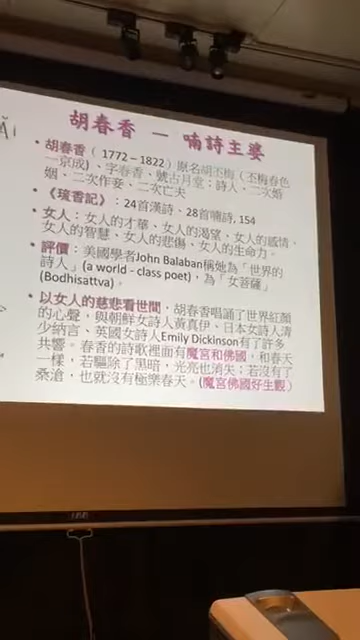 胡春香 － 喃詩主婆
• 胡春香（ 1772 – 1822）原名胡丕梅（丕梅春色
一京成）、字春香、號古月堂；詩人，二次婚
姻，二次作妾，二次亡夫
• 《琉香記》：24首漢詩、28首喃詩, 154
• 女人：女人的才華、女人的渴望、女人的感情、
女人的智慧、女人的悲傷、女人的生命力。
• 評價：美國學者John Balaban稱她為「世界的
詩人」(a world - class poet)，為「女菩薩」
(Bodhisattva)。
• 以女人的慈悲看世間，胡春香唱誦了世界紅顏
的心聲，與朝鮮女詩人黃真伊、日本女詩人清
少納言、英國女詩人Emily Dickinson有了許多
共響。春香的詩歌裡面有魔宮和佛國，和春天
一樣，若驅除了黑暗，光亮也消失；若沒有了
桑滄，也就沒有極樂春天。(魔宮佛國好生觀）